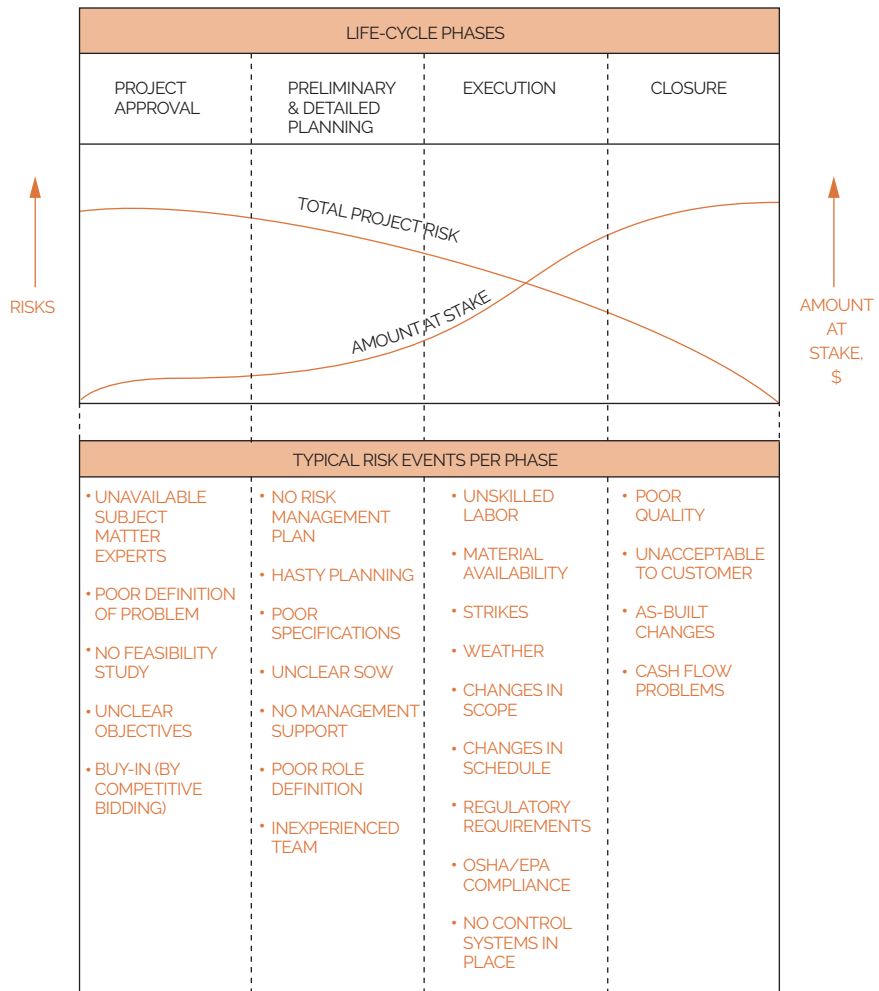 LIFE-CYCLE PHASES
PROJECT
APPROVAL
PRELIMINARY
& DETAILED
PLANNING
EXECUTION
CLOSURE
TOTAL PROJECT RISK
AMOUNT AT STAKE
RISKS
AMOUNT
AT
STAKE,
$
TYPICAL RISK EVENTS PER PHASE
• UNAVAILABLE
SUBJECT
MATTER
EXPERTS
• POOR DEFINITION
OF PROBLEM
• NO FEASIBILITY
STUDY
• UNCLEAR
OBJECTIVES
• BUY-IN (BY
COMPETITIVE
BIDDING)
• NO RISK
MANAGEMENT
PLAN
• HASTY PLANNING
• POOR
SPECIFICATIONS
• UNCLEAR SOW
• NO MANAGEMENT
SUPPORT
• POOR ROLE
DEFINITION
• INEXPERIENCED
TEAM
• UNSKILLED
LABOR
• MATERIAL
AVAILABILITY
• STRIKES
• WEATHER
• CHANGES IN
SCOPE
• CHANGES IN
SCHEDULE
• REGULATORY
REQUIREMENTS
• OSHA/EPA
COMPLIANCE
• NO CONTROL
SYSTEMS IN
PLACE
• POOR
QUALITY
• UNACCEPTABLE
TO CUSTOMER
• AS-BUILT
CHANGES
• CASH FLOW
PROBLEMS